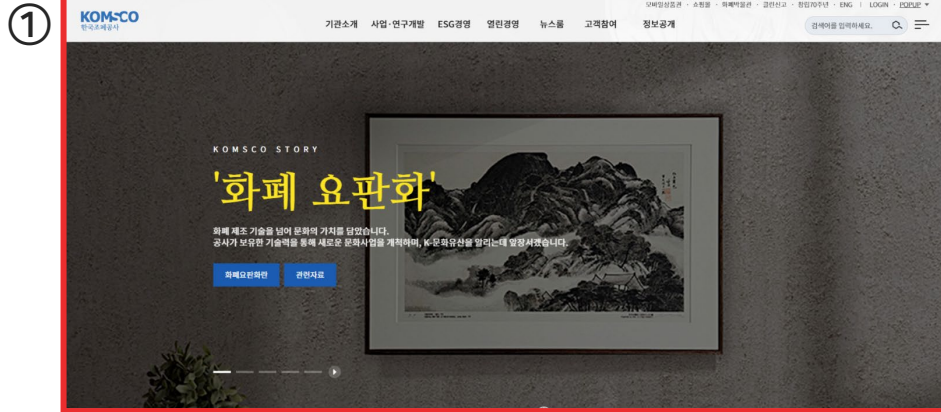 ①
모바일상품권 · 쇼핑몰 · 화폐박물관 · 클린신고 · 창립70주년 · ENG | LOGIN · POPUP
KOMSCO
한국조폐공사
기관소개 사업·연구개발 ESG경영 열린경영 뉴스룸 고객참여 정보공개
검색어를 입력하세요.
KOMSCO STORY
'화폐 요판화'
화폐 제조 기술을 넘어 문화의 가치를 담았습니다.
공사가 보유한 기술력을 통해 새로운 문화사업을 개척하며, K-문화유산을 알리는데 앞장서겠습니다.
화폐요판화란 관련자료